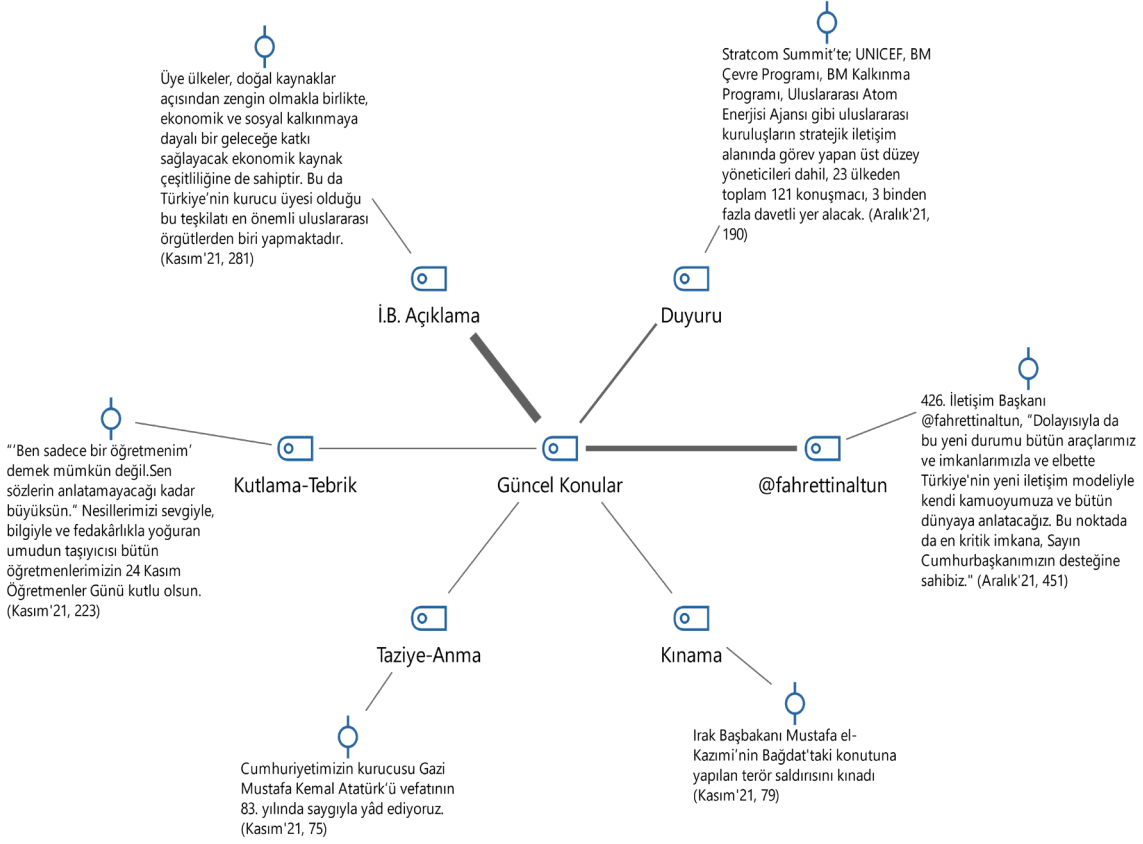 Üye ülkeler, doğal kaynaklar
açısından zengin olmakla birlikte,
ekonomik ve sosyal kalkınmaya
dayalı bir geleceğe katkı
sağlayacak ekonomik kaynak
çeşitliliğine de sahiptir. Bu da
Türkiye’nin kurucu üyesi olduğu
bu teşkilatı en önemli uluslararası
örgütlerden biri yapmaktadır.
(Kasım'21, 281)
Stratcom Summit’te; UNICEF, BM
Çevre Programı, BM Kalkınma
Programı, Uluslararası Atom
Enerjisi Ajansı gibi uluslararası
kuruluşların stratejik iletişim
alanında görev yapan üst düzey
yöneticileri dahil, 23 ülkeden
toplam 121 konuşmacı, 3 binden
fazla davetli yer alacak. (Aralık'21,
190)
İ.B. Açıklama
Duyuru
“‘Ben sadece bir öğretmenim’
demek mümkün değil.Sen
sözlerin anlatamayacağı kadar
büyüksün.” Nesillerimizi sevgiyle,
bilgiyle ve fedakârlıkla yoğuran
umudun taşıyıcısı bütün
öğretmenlerimizin 24 Kasım
Öğretmenler Günü kutlu olsun.
(Kasım'21, 223)
Kutlama-Tebrik
Güncel Konular
@fahrettinaltun
426. İletişim Başkanı
@fahrettinaltun, “Dolayısıyla da
bu yeni durumu bütün araçlarımız
ve imkanlarımızla ve elbette
Türkiye'nin yeni iletişim modeliyle
kendi kamuoyumuza ve bütün
dünyaya anlatacağız. Bu noktada
da en kritik imkana, Sayın
Cumhurbaşkanımızın desteğine
sahibiz." (Aralık'21, 451)
Taziye-Anma
Kınama
Cumhuriyetimizin kurucusu Gazi
Mustafa Kemal Atatürk’ü vefatının
83. yılında saygıyla yâd ediyoruz.
(Kasım'21, 75)
Irak Başbakanı Mustafa el-
Kazımi’nin Bağdat'taki konutuna
yapılan terör saldırısını kınadı
(Kasım'21, 79)